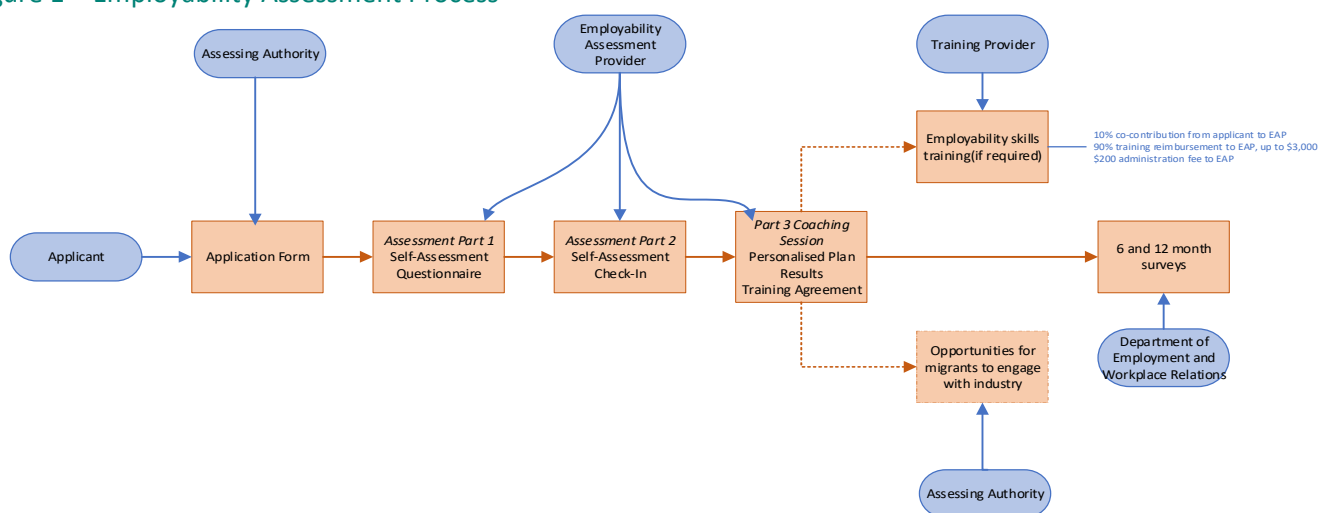 Employability Assessment Process
Assessing Authority
Employability
Assessment
Provider
Training Provider
Employability skills
training(if required)
10% co-contribution from applicant to EAP
90% training reimbursement to EAP, up to $3,000
$200 administration fee to EAP
Applicant
Application Form
Assessment Part 1
Self-Assessment
Questionnaire
Assessment Part 2
Self-Assessment
Check-In
Part 3 Coaching
Session
Personalised Plan
Results
Training Agreement
6 and 12 month
surveys
Opportunities for
migrants to engage
with industry
Department of
Employment and
Workplace Relations
Assessing Authority